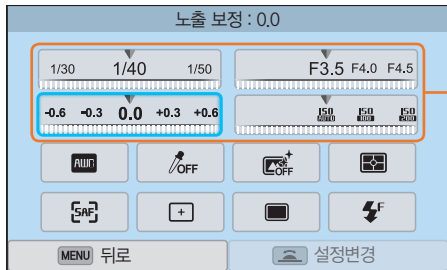 노출 보정 : 0.0
1/30 1/40 1/50 F3.5 F4.0 F4.5
-0.6 -0.3 0.0 +0.3 +0.6 ISO AUTO ISO 100 ISO 200
AWB OFF OFF
SAF F
MENU 뒤로 설정변경